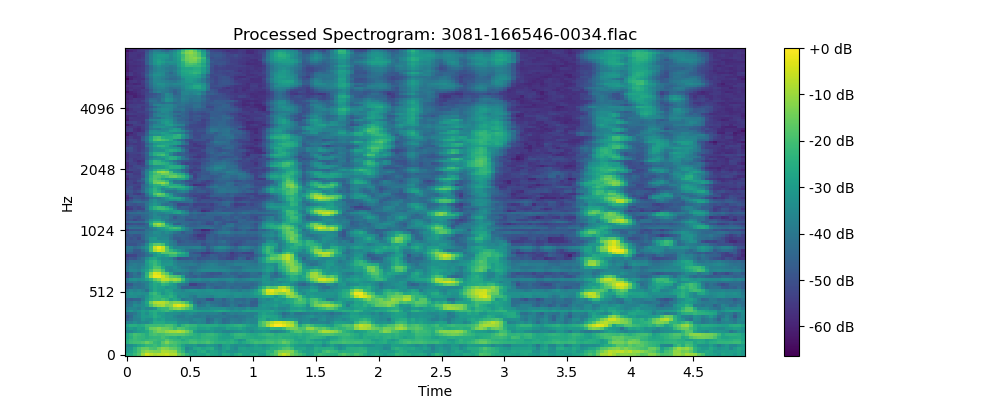 Processed Spectrogram: 3081-166546-0034.flac
+0 dB
-10 dB
-20 dB
-30 dB
-40 dB
-50 dB
-60 dB
4096
2048
1024
512
0
Hz
0 0.5 1 1.5 2 2.5 3 3.5 4 4.5
Time